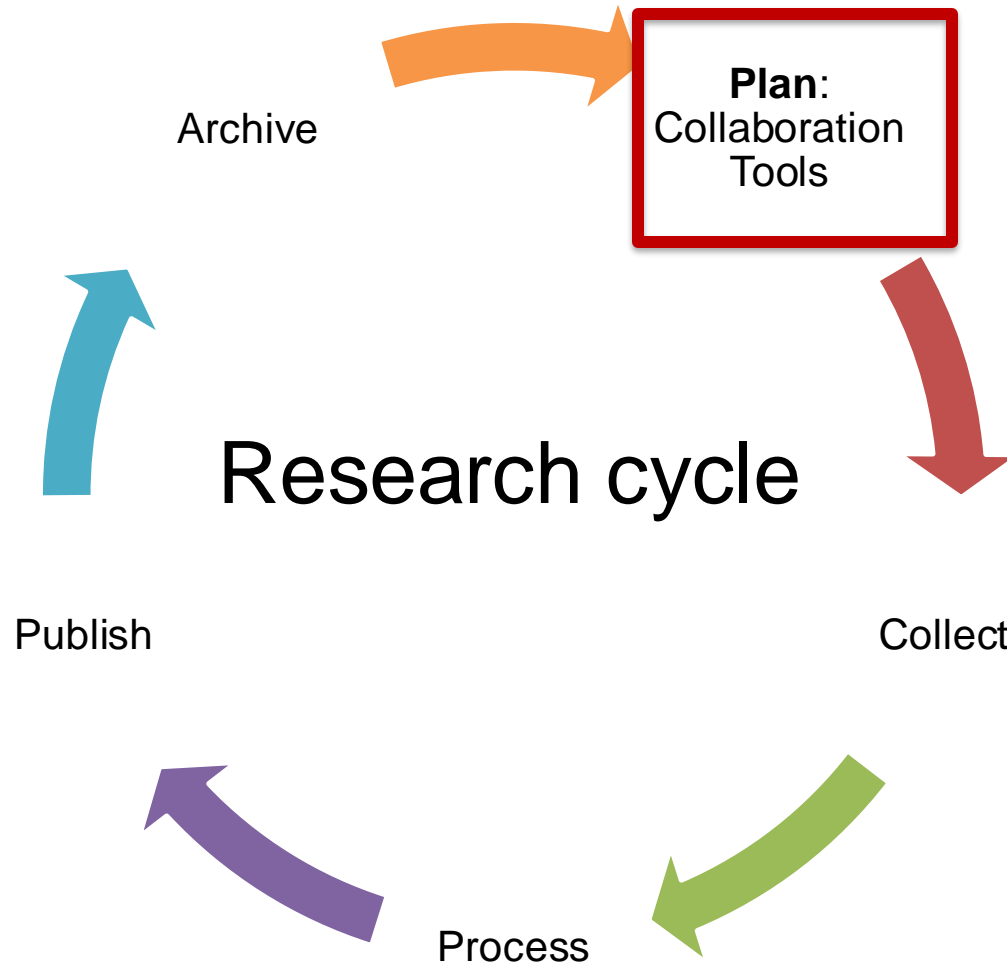 Archive
Plan:
Collaboration
Tools
Research cycle
Publish
Collect
Process